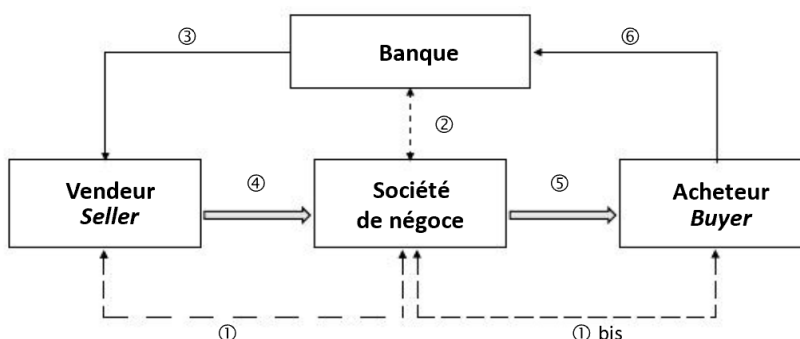 ③
Banque
⑥
②
Vendeur
Seller
④
Société
de négoce
⑤
Acheteur
Buyer
①
① bis